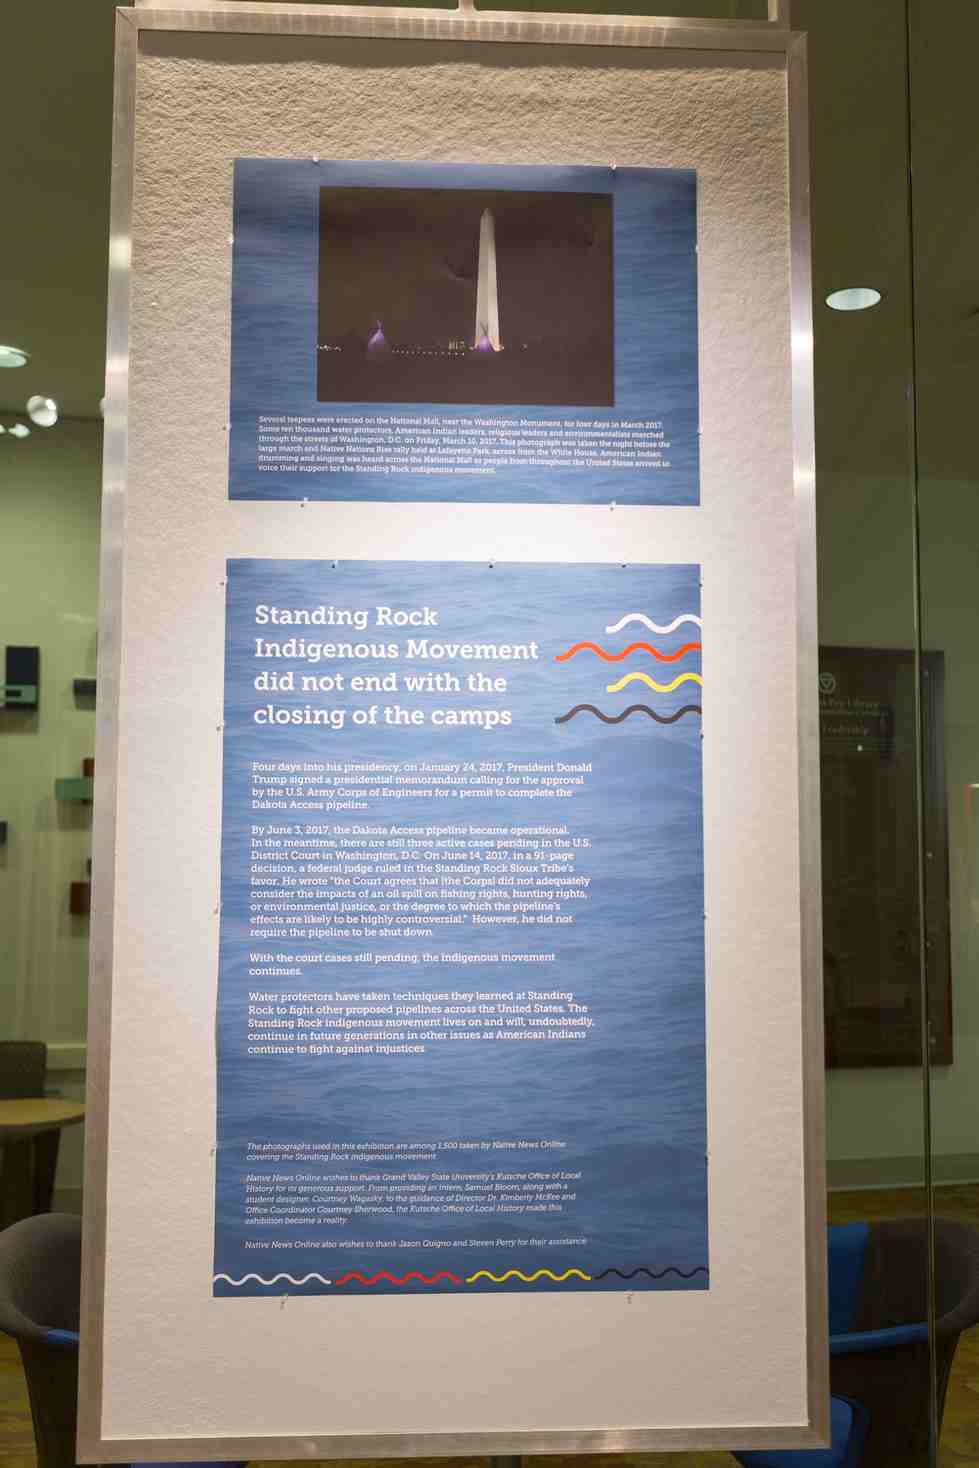 Several teepees were erected on the National Mall, near the Washington Monument, for four days in March 2017.
Some ten thousand water protectors, American Indian leaders, religious leaders and environmentalists marched
through the streets of Washington, D.C. on Friday, March 10, 2017. This photograph was taken the night before the
large march and Native Nations Rise rally held at Lafayette Park, across from the White House. American Indian
drumming and singing was heard across the National Mall as people from throughout the United States arrived to
voice their support for the Standing Rock indigenous movement.
Standing Rock
Indigenous Movement
did not end with the
closing of the camps
Four days into his presidency, on January 24, 2017, President Donald
Trump signed a presidential memorandum calling for the approval
by the U.S. Army Corps of Engineers for a permit to complete the
Dakota Access pipeline.
By June 3, 2017, the Dakota Access pipeline became operational.
In the meantime, there are still three active cases pending in the U.S.
District Court in Washington, D.C. On June 14, 2017, in a 91-page
decision, a federal judge ruled in the Standing Rock Sioux Tribe's
favor. He wrote "the Court agrees that [the Corps] did not adequately
consider the impacts of an oil spill on fishing rights, hunting rights,
or environmental justice, or the degree to which the pipeline's
effects are likely to be highly controversial." However, he did not
require the pipeline to be shut down.
With the court cases still pending, the indigenous movement
continues.
Water protectors have taken techniques they learned at Standing
Rock to fight other proposed pipelines across the United States. The
Standing Rock indigenous movement lives on and will, undoubtedly,
continue in future generations in other issues as American Indians
continue to fight against injustices.
The photographs used in this exhibition are among 1,500 taken by Native News Online
covering the Standing Rock indigenous movement.
Native News Online wishes to thank Grand Valley State University's Kutsche Office of Local
History for its generous support. From providing an intern, Samuel Bloom, along with a
student designer, Courtney Wagasky, to the guidance of Director Dr. Kimberly McKee and
Office Coordinator Courtney Sherwood, the Kutsche Office of Local History made this
exhibition become a reality.
Native News Online also wishes to thank Jason Quigno and Steven Perry for their assistance.
Library